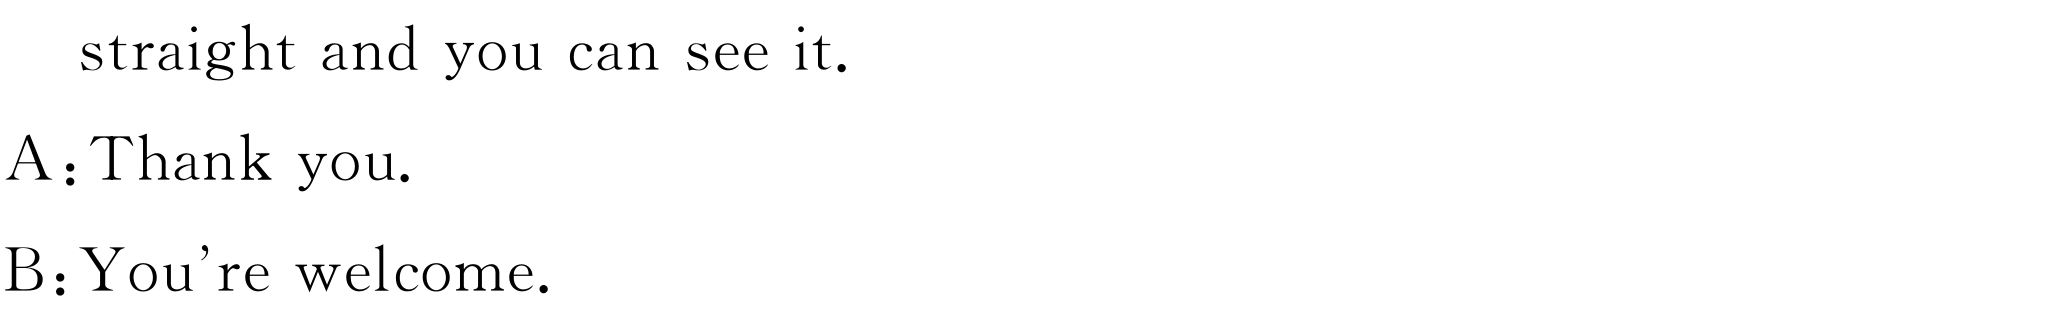 straight and you can see it.
A:Thank you.
B:You're welcome.